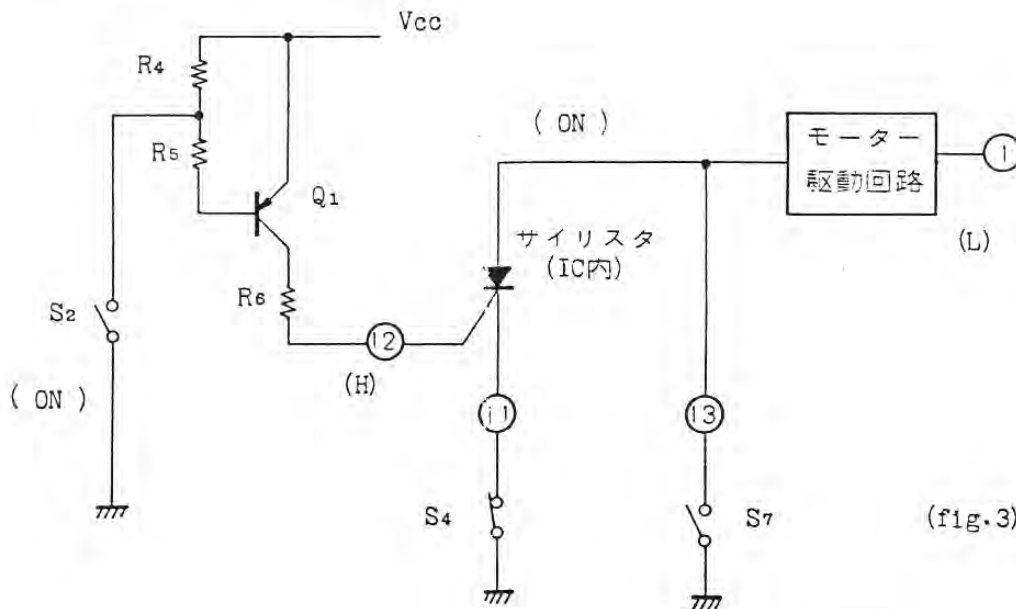 Vcc
R4
R5
Q1
R6
S2
( ON )
12
(H)
( ON )
サイリスタ
(IC内)
11
S4
13
S7
モーター
駆動回路
1
(L)
(fig.3)